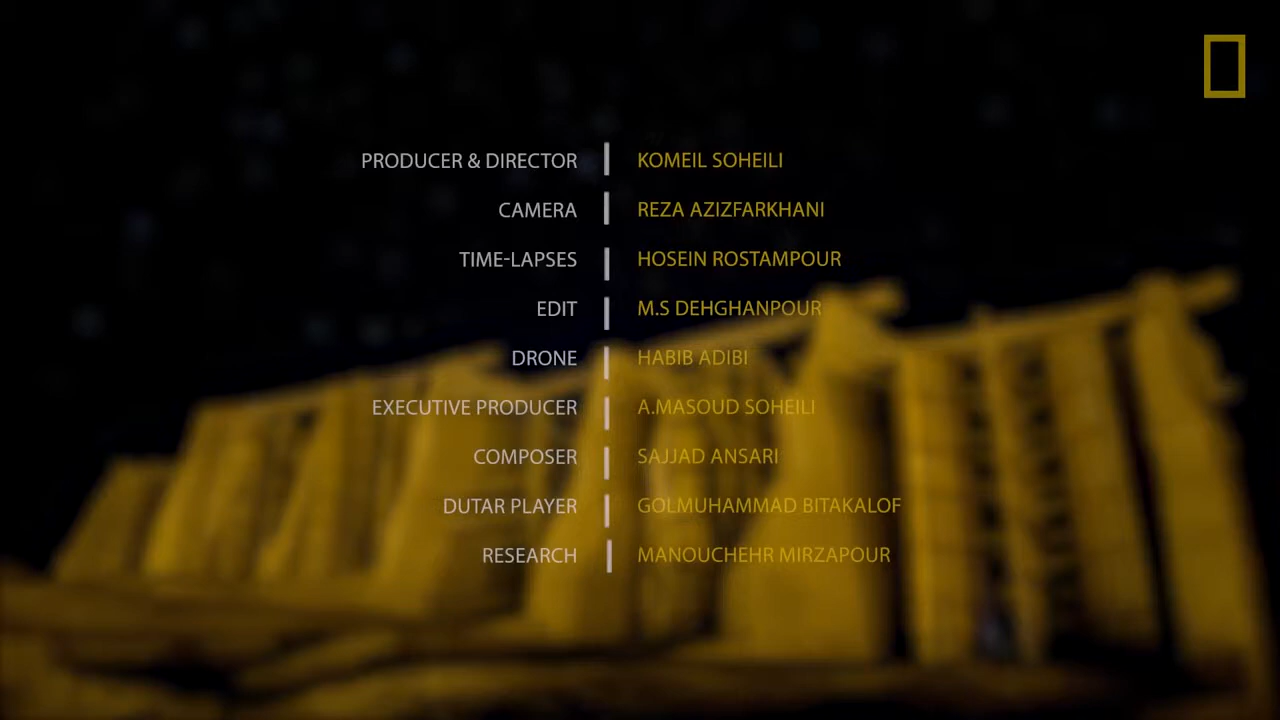 PRODUCER & DIRECTOR | KOMEIL SOHEILI
CAMERA | REZA AZIZFARKHANI
TIME-LAPSES | HOSEIN ROSTAMPOUR
EDIT | M.S DEHGHANPOUR
DRONE | HABIB ADIBI
EXECUTIVE PRODUCER | A.MASOUD SOHEILI
COMPOSER | SAJJAD ANSARI
DUTAR PLAYER | GOLMUHAMMAD BITAKALOF
RESEARCH | MANOUCHEHR MIRZAPOUR